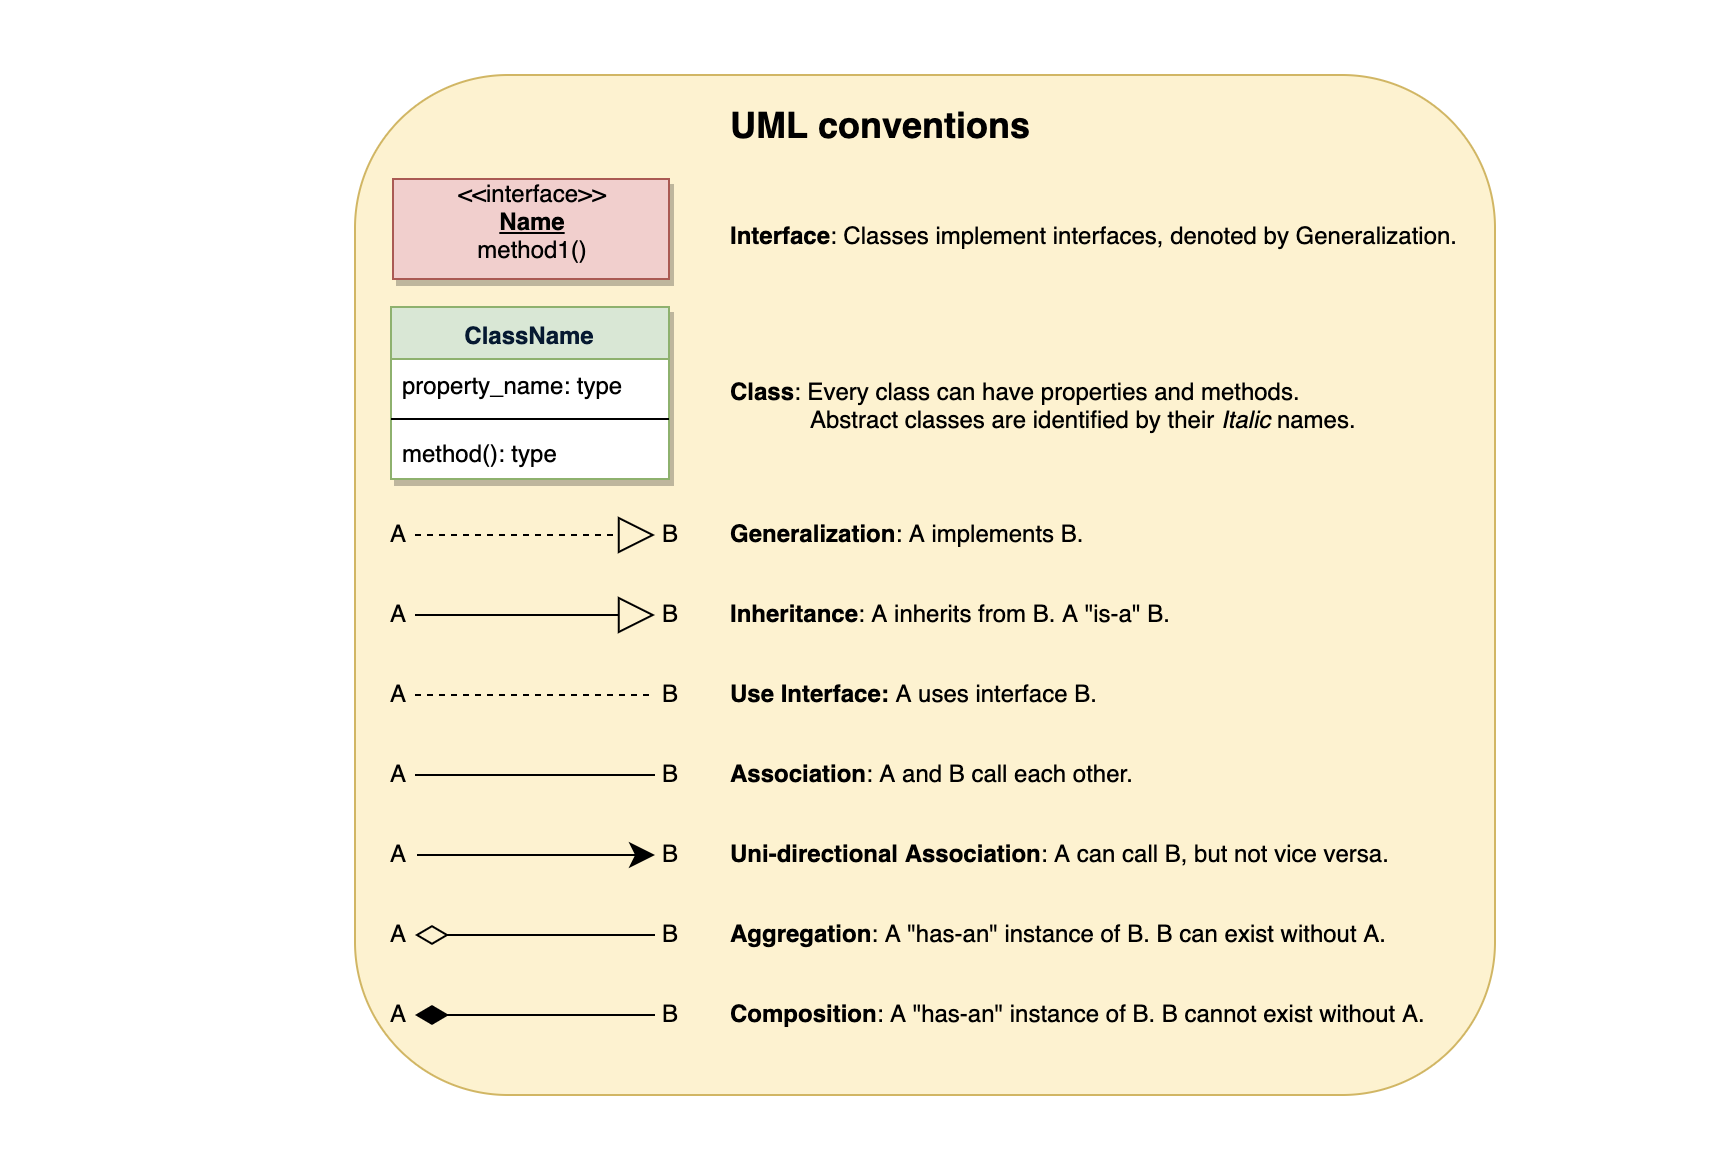 UML conventions
<<interface>>
Name
method1()
Interface: Classes implement interfaces, denoted by Generalization.
ClassName
property_name: type
method(): type
Class: Every class can have properties and methods.
Abstract classes are identified by their Italic names.
A B Generalization: A implements B.
A B Inheritance: A inherits from B. A "is-a" B.
A B Use Interface: A uses interface B.
A B Association: A and B call each other.
A B Uni-directional Association: A can call B, but not vice versa.
A B Aggregation: A "has-an" instance of B. B can exist without A.
A B Composition: A "has-an" instance of B. B cannot exist without A.